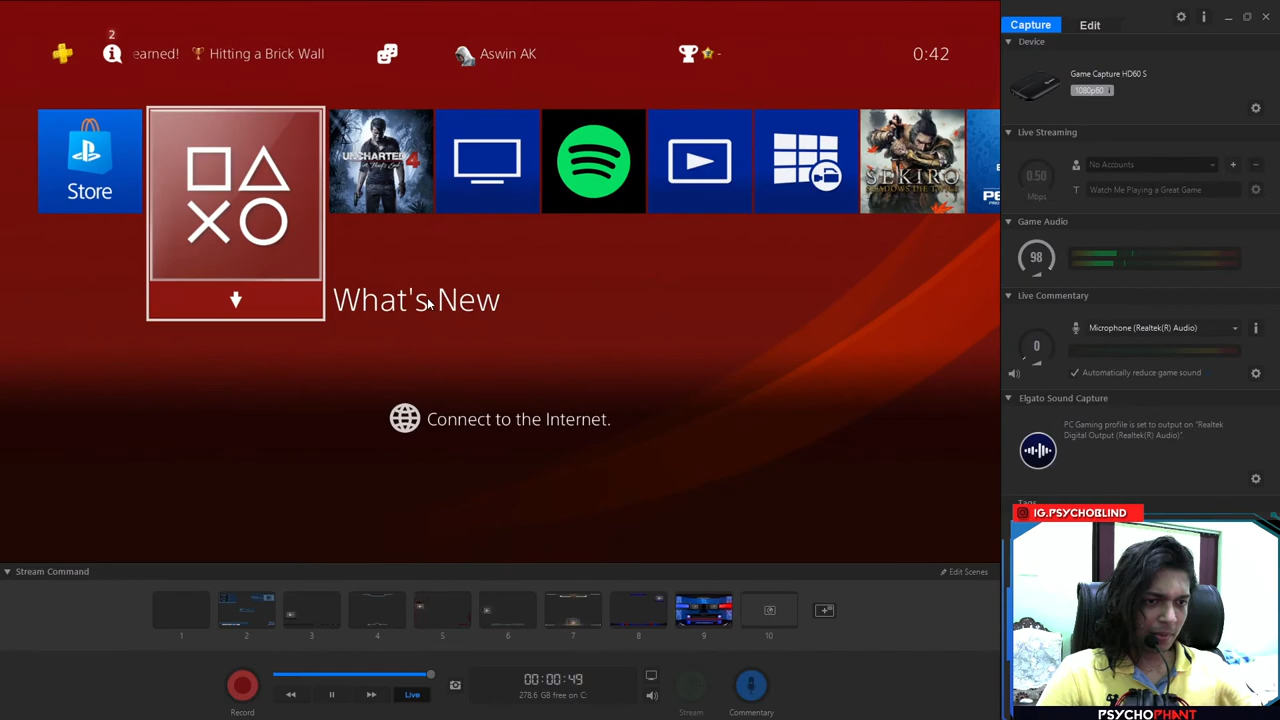 Capture
Edit
Device
2
earned!
Hitting a Brick Wall
Aswin AK
-
0:42
Game Capture HD60 S
1080p60
Store
UNCHARTED 4
SEKIRO
SHADOWS DIE TWICE
Live Streaming
0.50
Mbps
No Accounts
Watch Me Playing a Great Game
Game Audio
98
What's New
Live Commentary
Microphone (Realtek(R) Audio)
0
Automatically reduce game sound
Elgato Sound Capture
PC Gaming profile is set to output on "Realtek
Digital Output (Realtek(R) Audio)".
Connect to the Internet.
Tags
IG.PSYCHOBLIND
Stream Command
Edit Scenes
1
2
3
4
5
6
7
8
9
10
00:00:49
278.6 GB free on C:
Live
Record
Stream
Commentary
PSYCHOPHANT